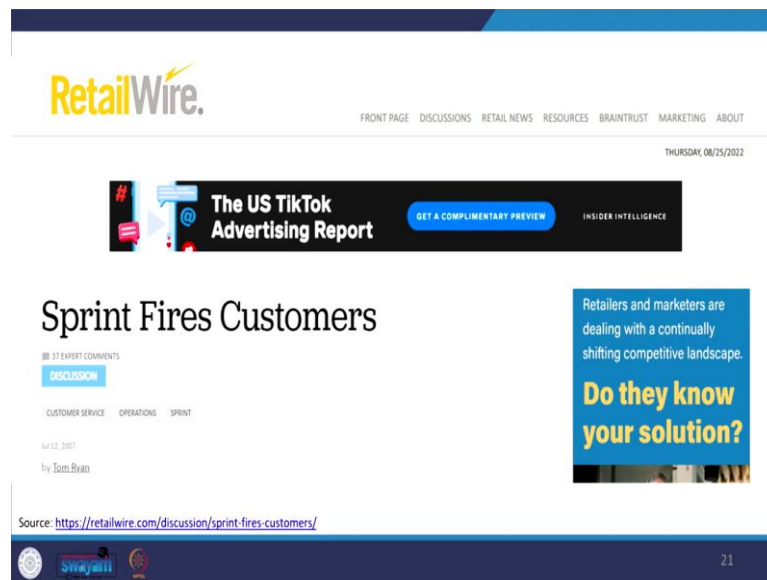 RetailWire.
FRONT PAGE DISCUSSIONS RETAIL NEWS RESOURCES BRAINTRUST MARKETING ABOUT
THURSDAY, 08/25/2022
#
@
The US TikTok
Advertising Report
GET A COMPLIMENTARY PREVIEW
INSIDER INTELLIGENCE
Sprint Fires Customers
37 EXPERT COMMENTS
DISCUSSION
CUSTOMER SERVICE OPERATIONS SPRINT
Jul 12, 2007
by Tom Ryan
Retailers and marketers are
dealing with a continually
shifting competitive landscape.
Do they know
your solution?
Source: https://retailwire.com/discussion/sprint-fires-customers/
swayam
21